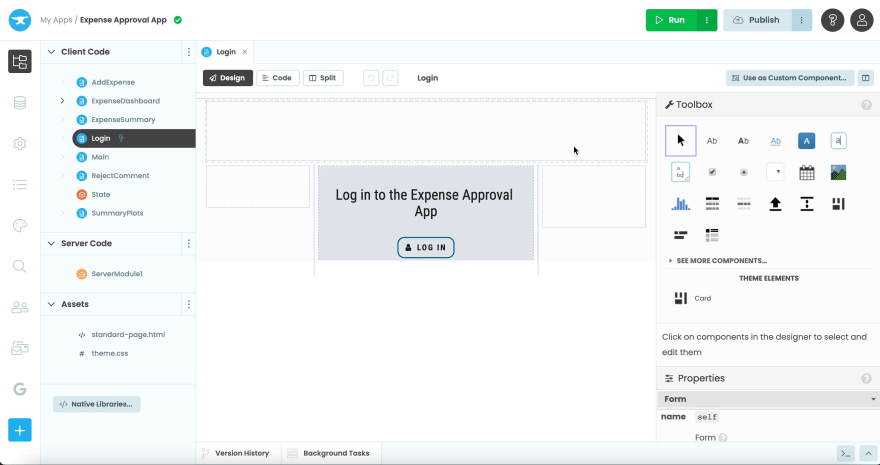 My Apps / Expense Approval App
Run
Publish
?
Client Code
AddExpense
ExpenseDashboard
ExpenseSummary
Login
Main
RejectComment
State
SummaryPlots
Server Code
ServerModule1
Assets
</> standard-page.html
# theme.css
</> Native Libraries...
+
Login ×
Design
Code
Split
Login
Use as Custom Component...
Log in to the Expense Approval
App
LOG IN
Toolbox ?
Ab
Ab
Ab
A
a
a
SEE MORE COMPONENTS...
THEME ELEMENTS
Card
Click on components in the designer to select and
edit them
Properties ?
Form
name self
Form ?
Version History
Background Tasks
>_